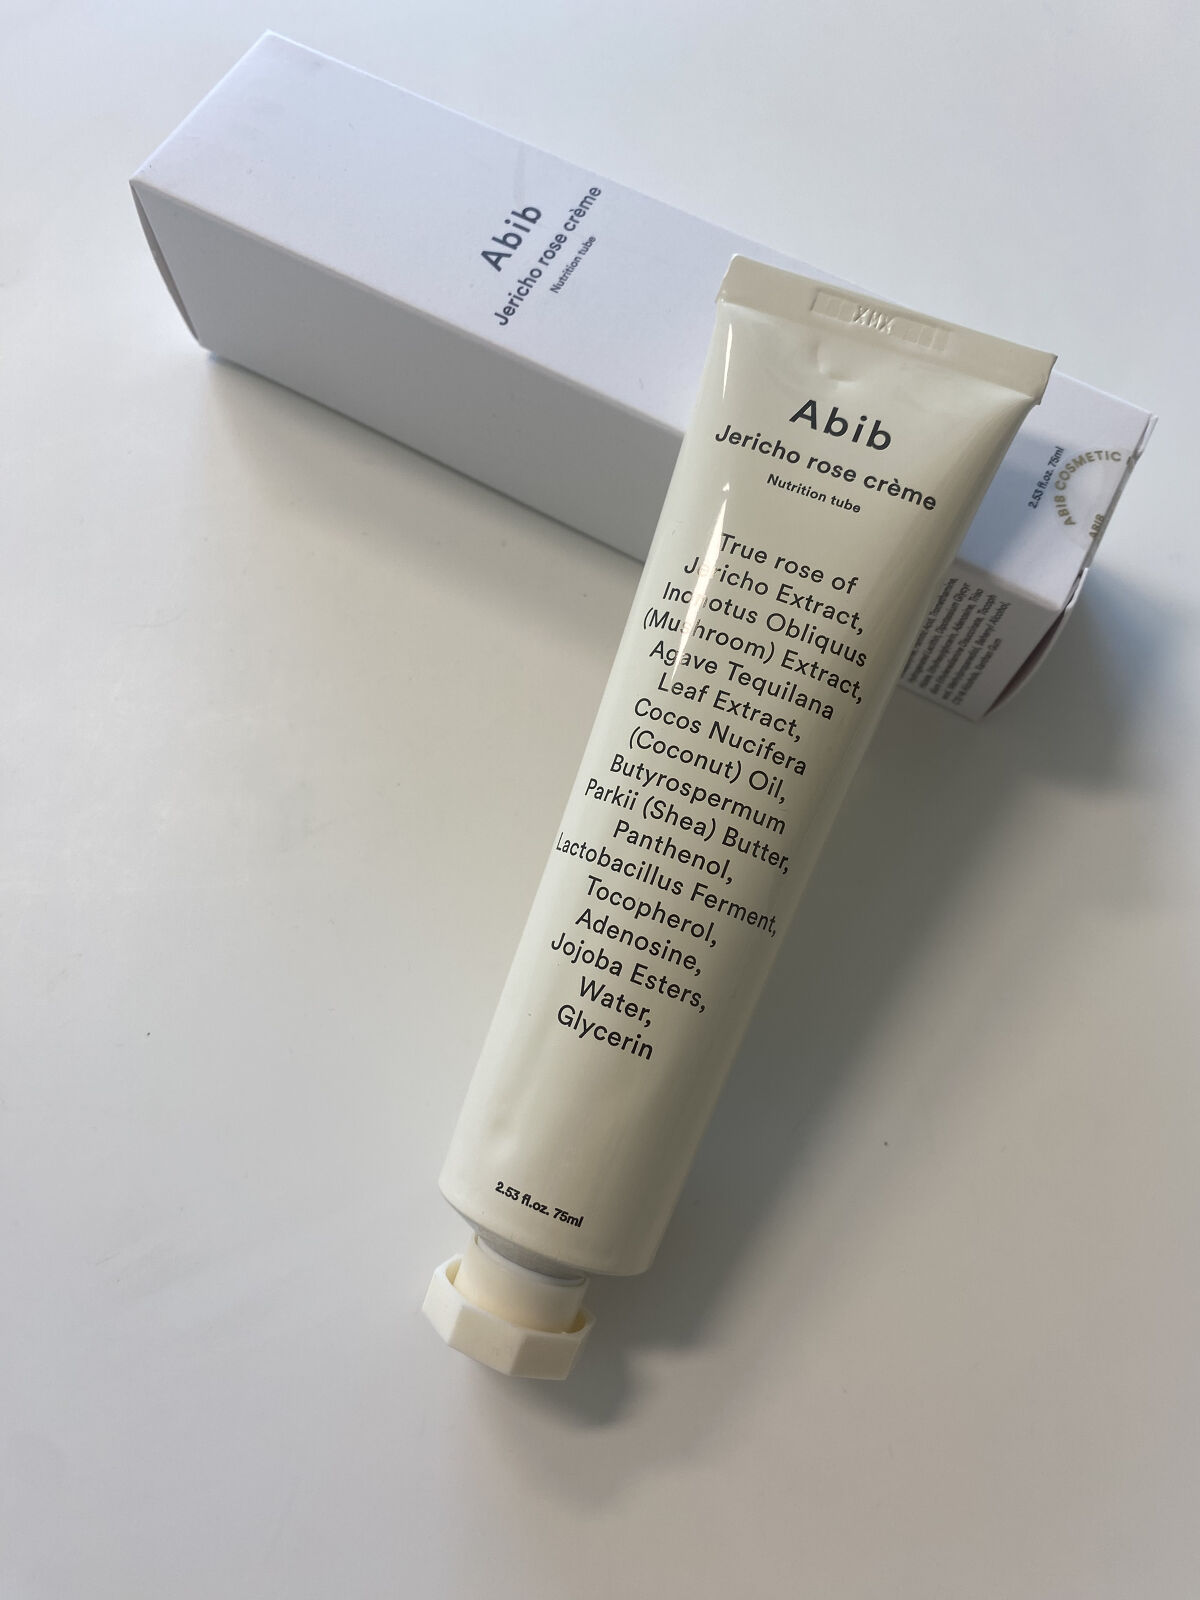 Abib
Jericho rose crème
Nutrition tube
Abib
Jericho rose crème
Nutrition tube
True rose of
Jericho Extract,
Inonotus Obliquus
(Mushroom) Extract,
Agave Tequilana
Leaf Extract,
Cocos Nucifera
(Coconut) Oil,
Butyrospermum
Parkii (Shea) Butter,
Panthenol,
Lactobacillus Ferment,
Tocopherol,
Adenosine,
Jojoba Esters,
Water,
Glycerin
2.53 fl.oz. 75ml
2.53 fl.oz. 75ml
ABIB COSMETIC
ABIB